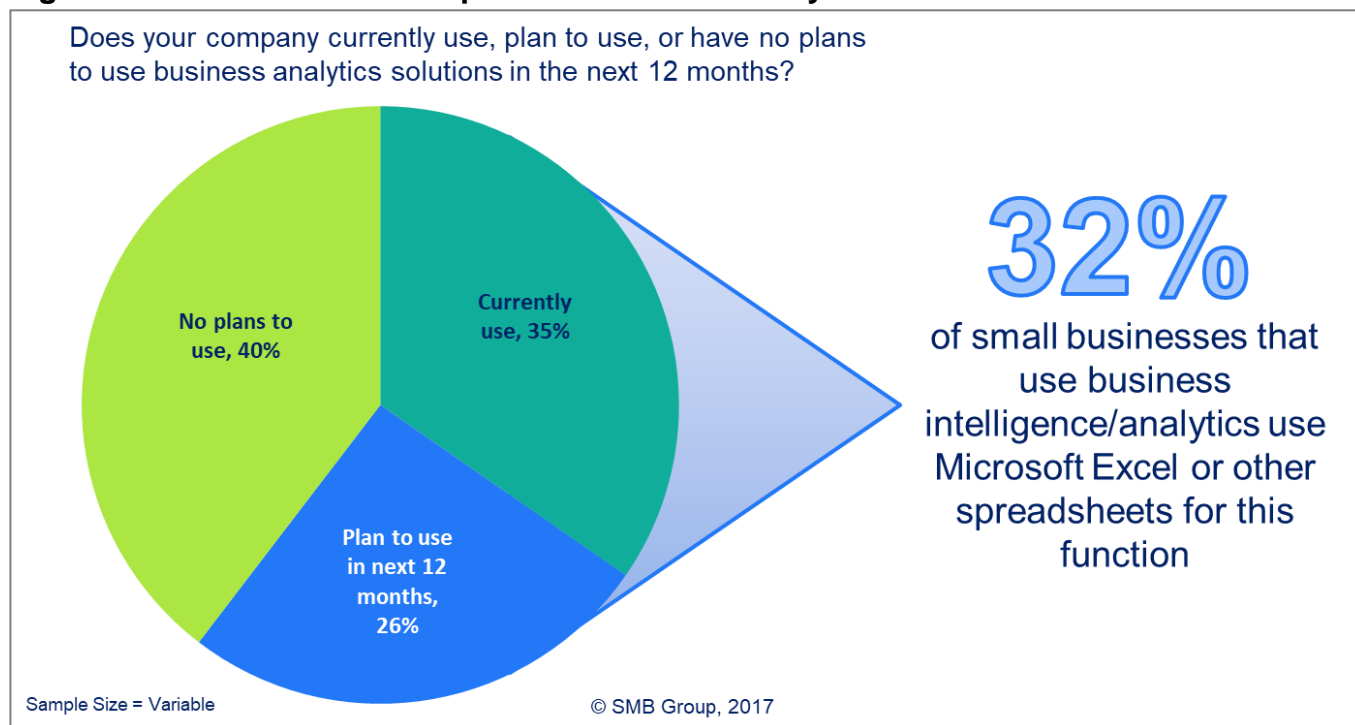 Does your company currently use, plan to use, or have no plans
to use business analytics solutions in the next 12 months?
No plans to
use, 40%
Currently
use, 35%
Plan to use
in next 12
months,
26%
32%
of small businesses that
use business
intelligence/analytics use
Microsoft Excel or other
spreadsheets for this
function
Sample Size = Variable
© SMB Group, 2017